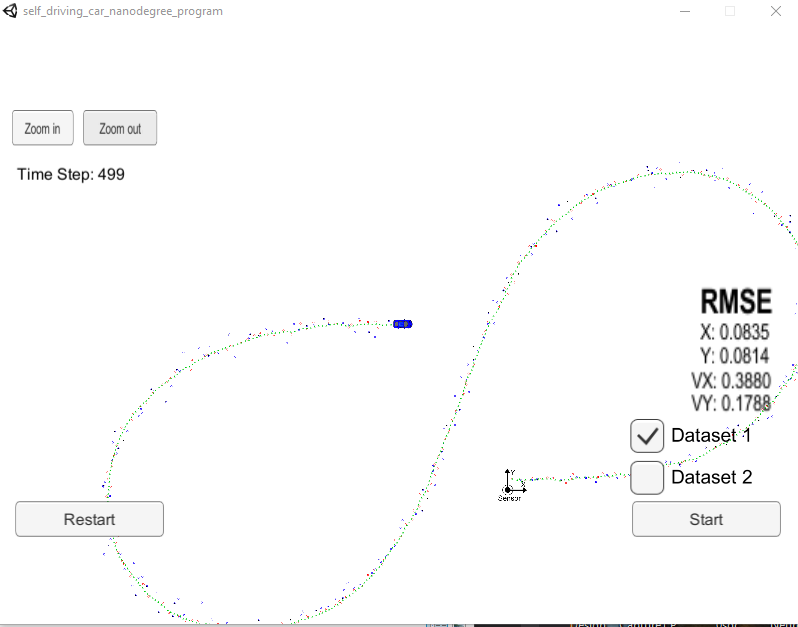 self_driving_car_nanodegree_program
Zoom in
Zoom out
Time Step: 499
RMSE
X: 0.0835
Y: 0.0814
VX: 0.3880
VY: 0.1788
Dataset 1
Y
X
Sensor
Dataset 2
Restart
Start